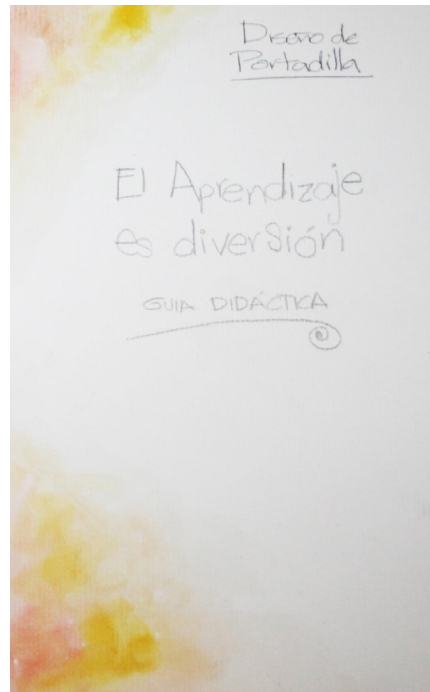 Diseño de
Portadilla
El Aprendizaje
es diversión
GUIA DIDÁCTICA